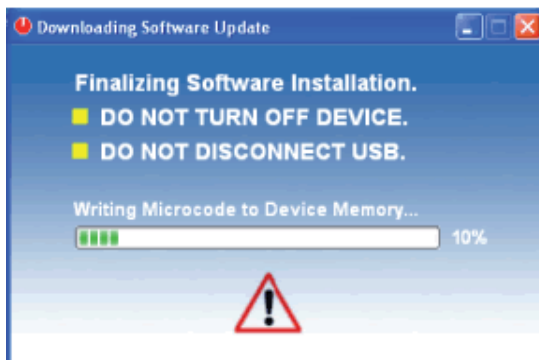 Downloading Software Update
Finalizing Software Installation.
DO NOT TURN OFF DEVICE.
DO NOT DISCONNECT USB.
Writing Microcode to Device Memory...
10%